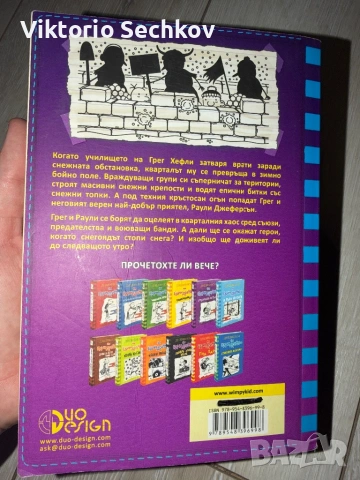 Viktorio Sechkov
Когато училището на Грег Хефли затваря врати заради
снежната обстановка, кварталът му се превръща в зимно
бойно поле. Враждуващи групи си съперничат за територии,
строят масивни снежни крепости и водят епични битки със
снежни топки. А под техния кръстосан огън попадат Грег и
неговият верен най-добър приятел, Раули Джеферсън.
Грег и Раули се борят да оцелеят в кварталния хаос сред съюзи,
предателства и воюващи банди. А дали ще се окажат герои,
когато снегоядът стопи снега? И изобщо ще доживеят ли
до следващото утро?
ПРОЧЕТОХТЕ ЛИ ВЕЧЕ?
www.wimpykid.com
DUO
DESIGN
www.duo-design.com
ask@duo-design.com
BAZAR